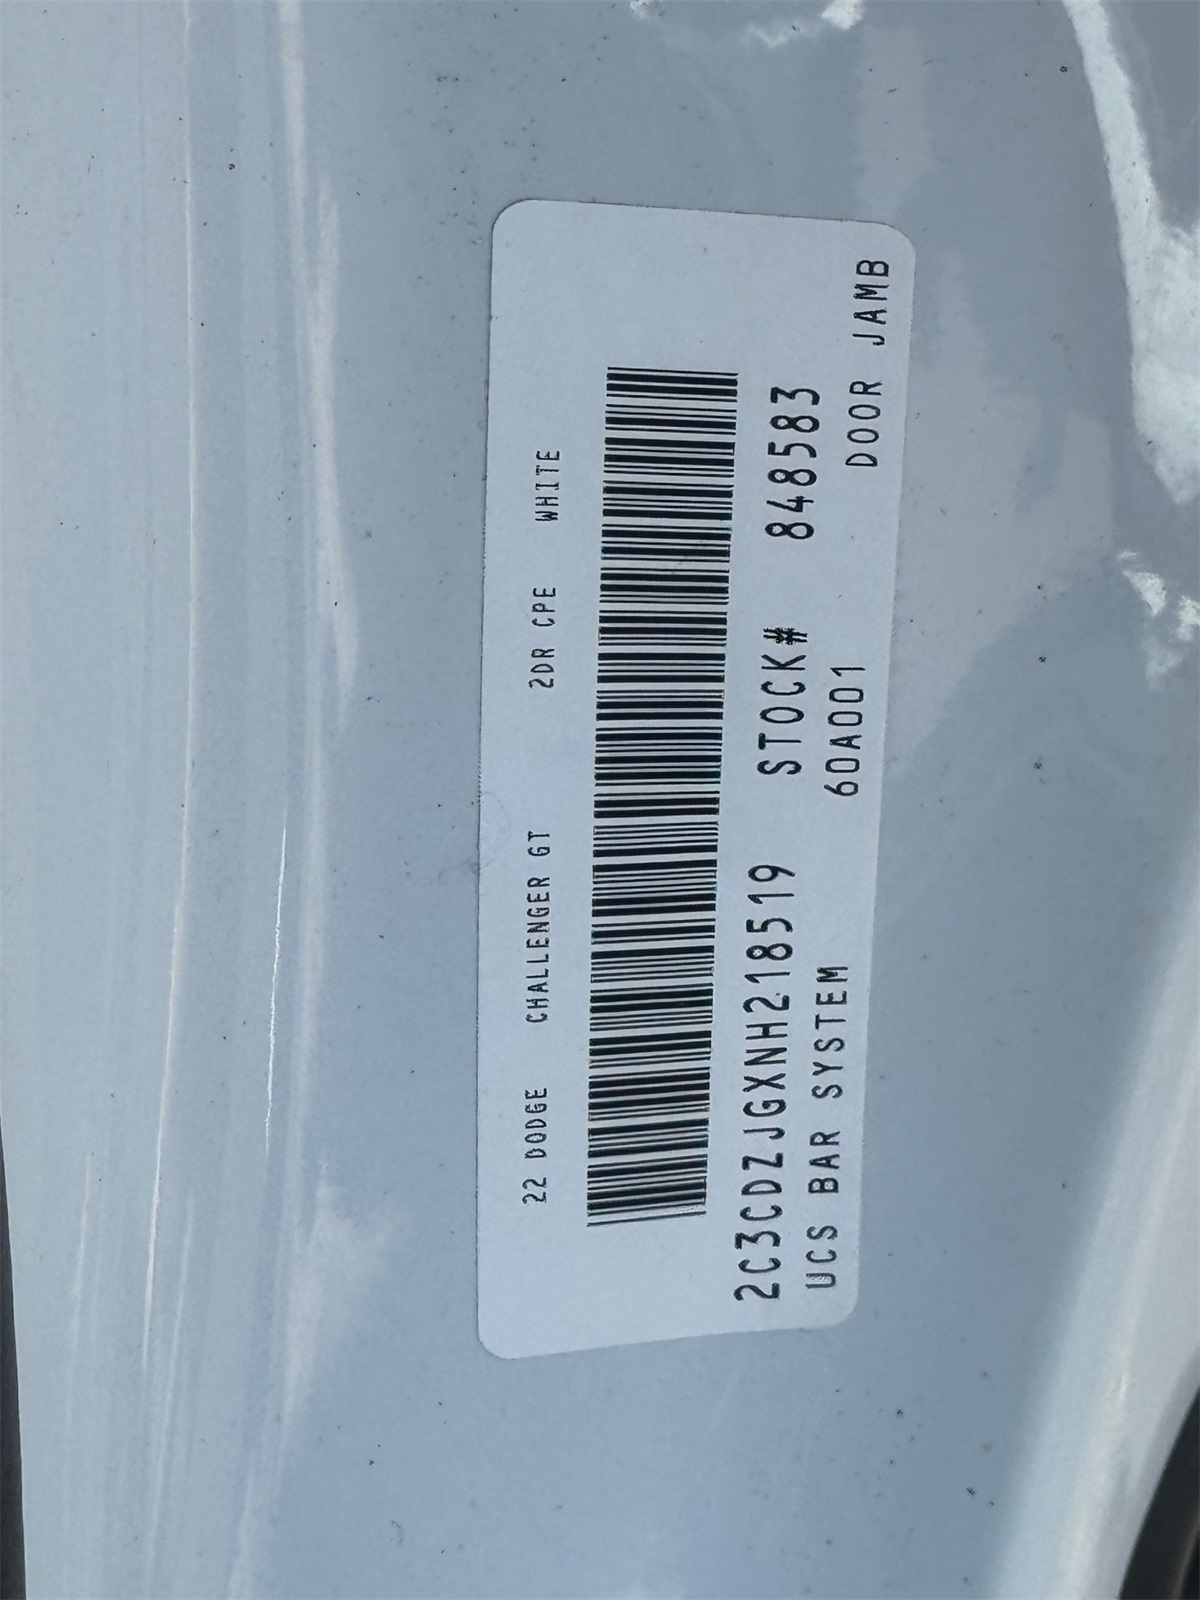 22 DODGE CHALLENGER GT 2DR CPE WHITE
2C3CDZJGXNH218519 STOCK# 848583
UCS BAR SYSTEM 60A001 DOOR JAMB